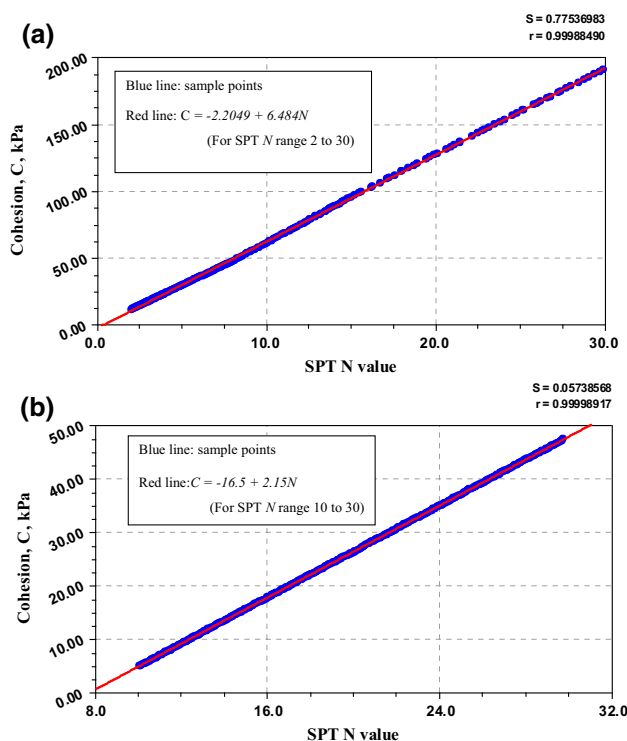 (a)
S = 0.77536983
r = 0.99988490
200.00
150.00
100.00
50.00
0.00
Cohesion, C, kPa
Blue line: sample points
Red line: C = -2.2049 + 6.484N
(For SPT N range 2 to 30)
0.0 10.0 20.0 30.0
SPT N value
(b)
S = 0.05738568
r = 0.99998917
50.00
40.00
30.00
20.00
10.00
0.00
Cohesion, C, kPa
Blue line: sample points
Red line:C = -16.5 + 2.15N
(For SPT N range 10 to 30)
8.0 16.0 24.0 32.0
SPT N value